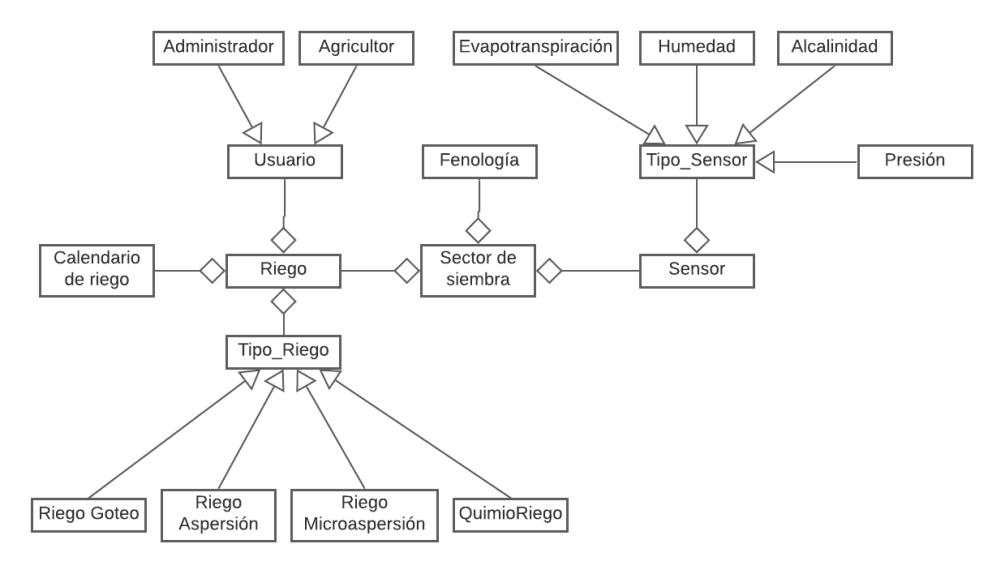 Administrador
Agricultor
Evapotranspiración
Humedad
Alcalinidad
Usuario
Fenología
Tipo_Sensor
Presión
Calendario
de riego
Riego
Sector de
siembra
Sensor
Tipo_Riego
Riego Goteo
Riego
Aspersión
Riego
Microaspersión
QuimioRiego